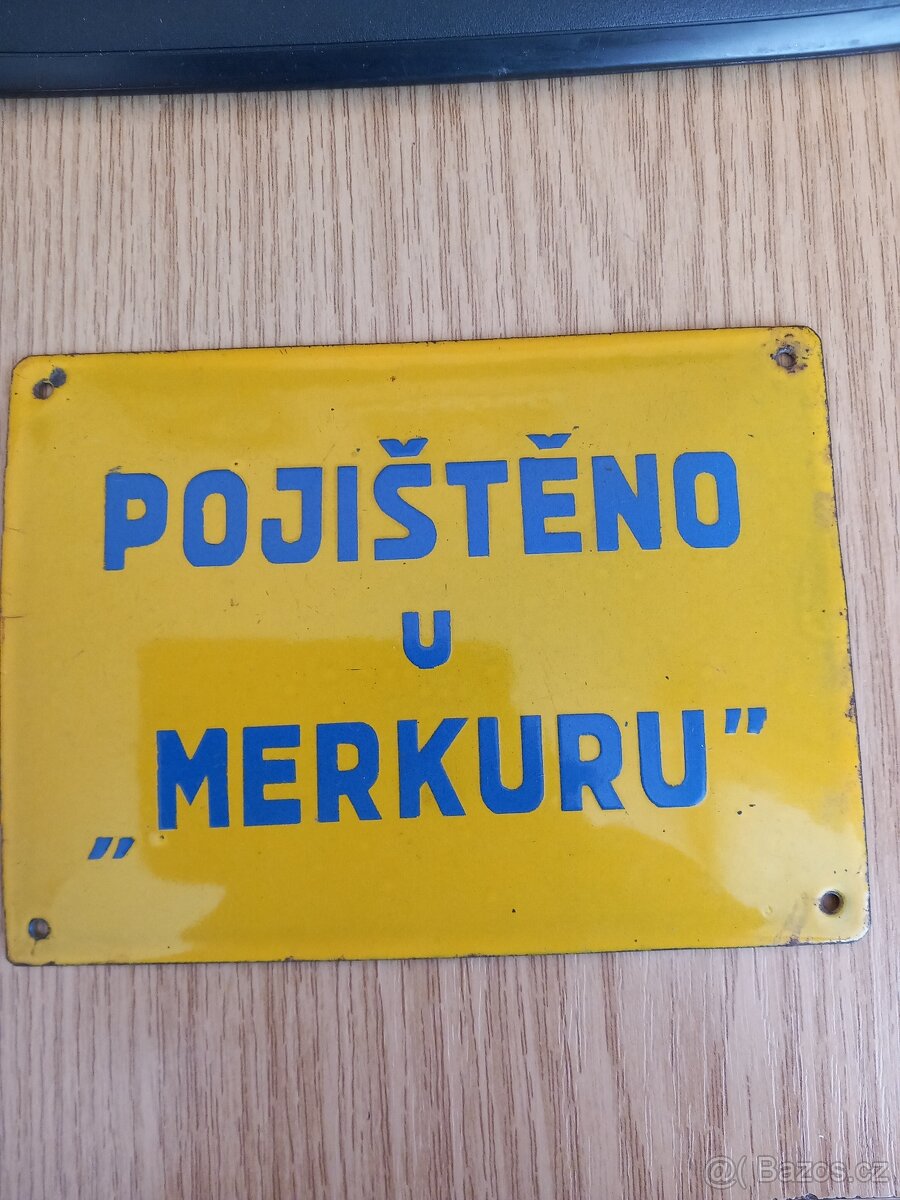 POJIŠTĚNO
u
„MERKURU”
@( Bazos.cz